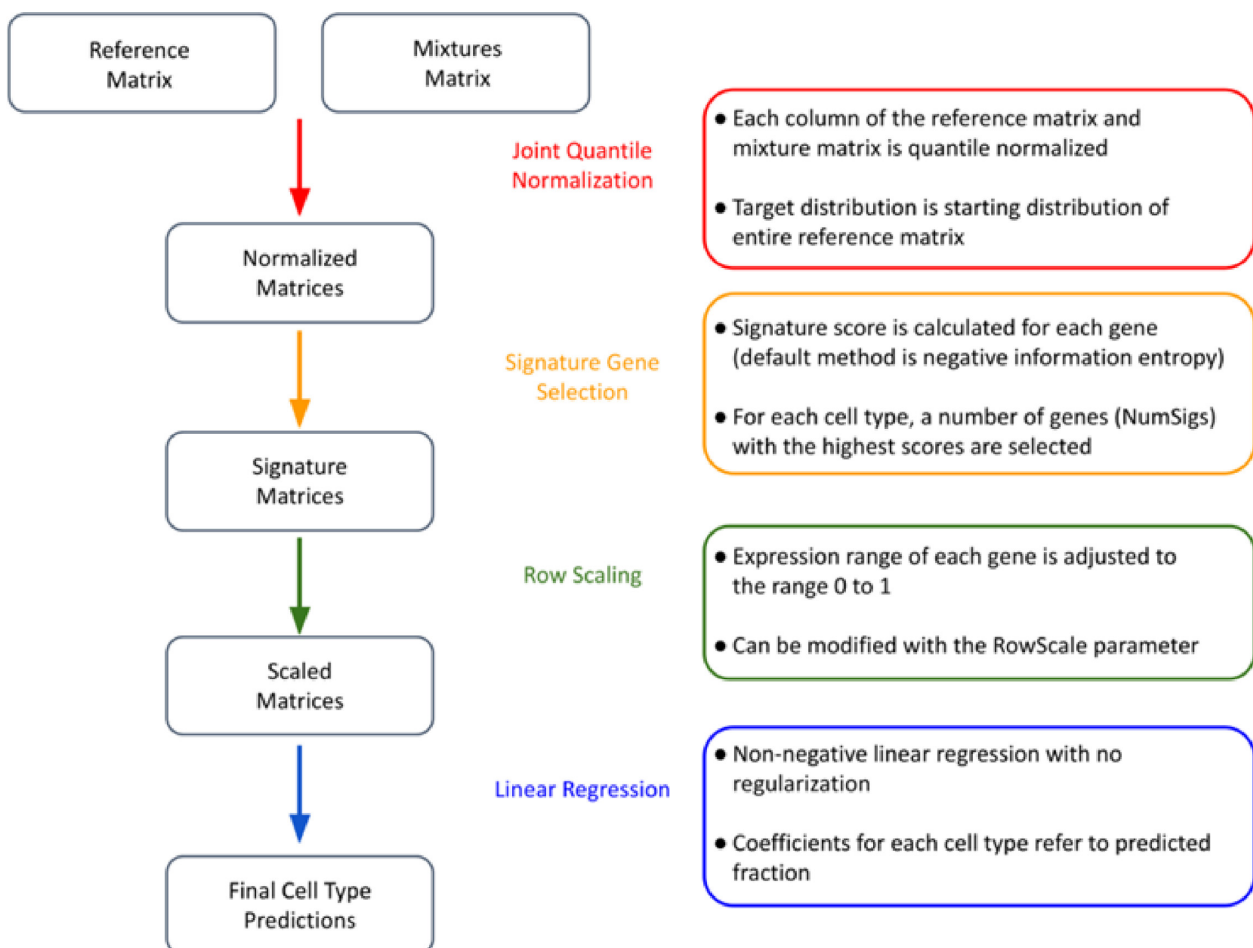 Reference
Matrix
Mixtures
Matrix
Joint Quantile
Normalization
● Each column of the reference matrix and
mixture matrix is quantile normalized
● Target distribution is starting distribution of
entire reference matrix
Normalized
Matrices
Signature Gene
Selection
● Signature score is calculated for each gene
(default method is negative information entropy)
● For each cell type, a number of genes (NumSigs)
with the highest scores are selected
Signature
Matrices
Row Scaling
● Expression range of each gene is adjusted to
the range 0 to 1
● Can be modified with the RowScale parameter
Scaled
Matrices
Linear Regression
● Non-negative linear regression with no
regularization
● Coefficients for each cell type refer to predicted
fraction
Final Cell Type
Predictions